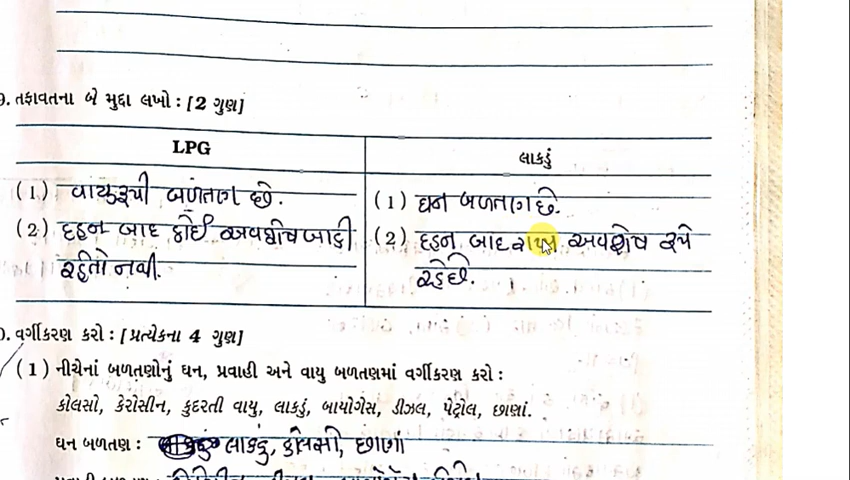 9. તફાવતના બે મુદ્દા લખો : [2 ગુણ]
LPG
લાકડું
(1) વાયુરૂપી બળતણ છે.
(1) ઘન બળતણ છે.
(2) દહન બાદ કોઈ અવશેષ બાકી
(2) દહન બાદ રાખ અવશેષ રૂપે
રહેતો નથી.
રહે છે.
વર્ગીકરણ કરો : [પ્રત્યેકના 4 ગુણ]
(1) નીચેનાં બળતણોનું ઘન, પ્રવાહી અને વાયુ બળતણમાં વર્ગીકરણ કરો :
કોલસો, કેરોસીન, કુદરતી વાયુ, લાકડું, બાયોગેસ, ડીઝલ, પેટ્રોલ, છાણાં.
ઘન બળતણ : લાકડું, કોલસો, છાણાં